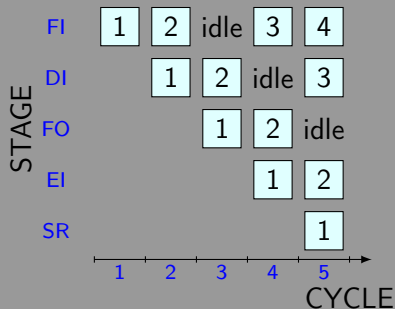 FI 1 2 idle 3 4
DI 1 2 idle 3
FO 1 2 idle
EI 1 2
SR 1
STAGE
1 2 3 4 5
CYCLE